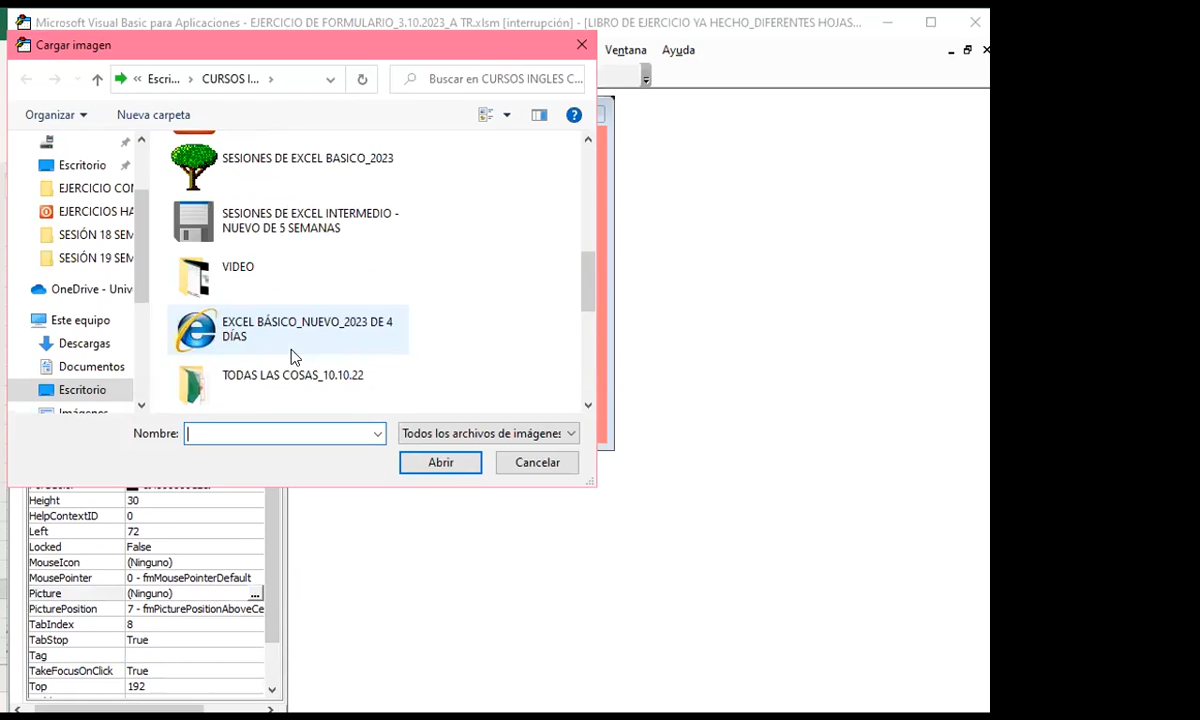 Microsoft Visual Basic para Aplicaciones - EJERCICIO DE FORMULARIO_3.10.2023_A TR.xlsm [interrupción] - [LIBRO DE EJERCICIO YA HECHO_DIFERENTES HOJAS...
Cargar imagen
Ventana Ayuda
« Escri... › CURSOS I... ›
Buscar en CURSOS INGLES C...
Organizar
Nueva carpeta
Escritorio
EJERCICIO CON
EJERCICIOS HA
SESIÓN 18 SEM
SESIÓN 19 SEM
OneDrive - Univ
Este equipo
Descargas
Documentos
Escritorio
Imágenes
SESIONES DE EXCEL BASICO_2023
SESIONES DE EXCEL INTERMEDIO -
NUEVO DE 5 SEMANAS
VIDEO
EXCEL BÁSICO_NUEVO_2023 DE 4
DÍAS
TODAS LAS COSAS_10.10.22
Nombre:
Todos los archivos de imágenes
Abrir
Cancelar
Height 30
HelpContextID 0
Left 72
Locked False
MouseIcon (Ninguno)
MousePointer 0 - fmMousePointerDefault
Picture (Ninguno) ...
PicturePosition 7 - fmPicturePositionAboveCe
TabIndex 8
TabStop True
Tag
TakeFocusOnClick True
Top 192